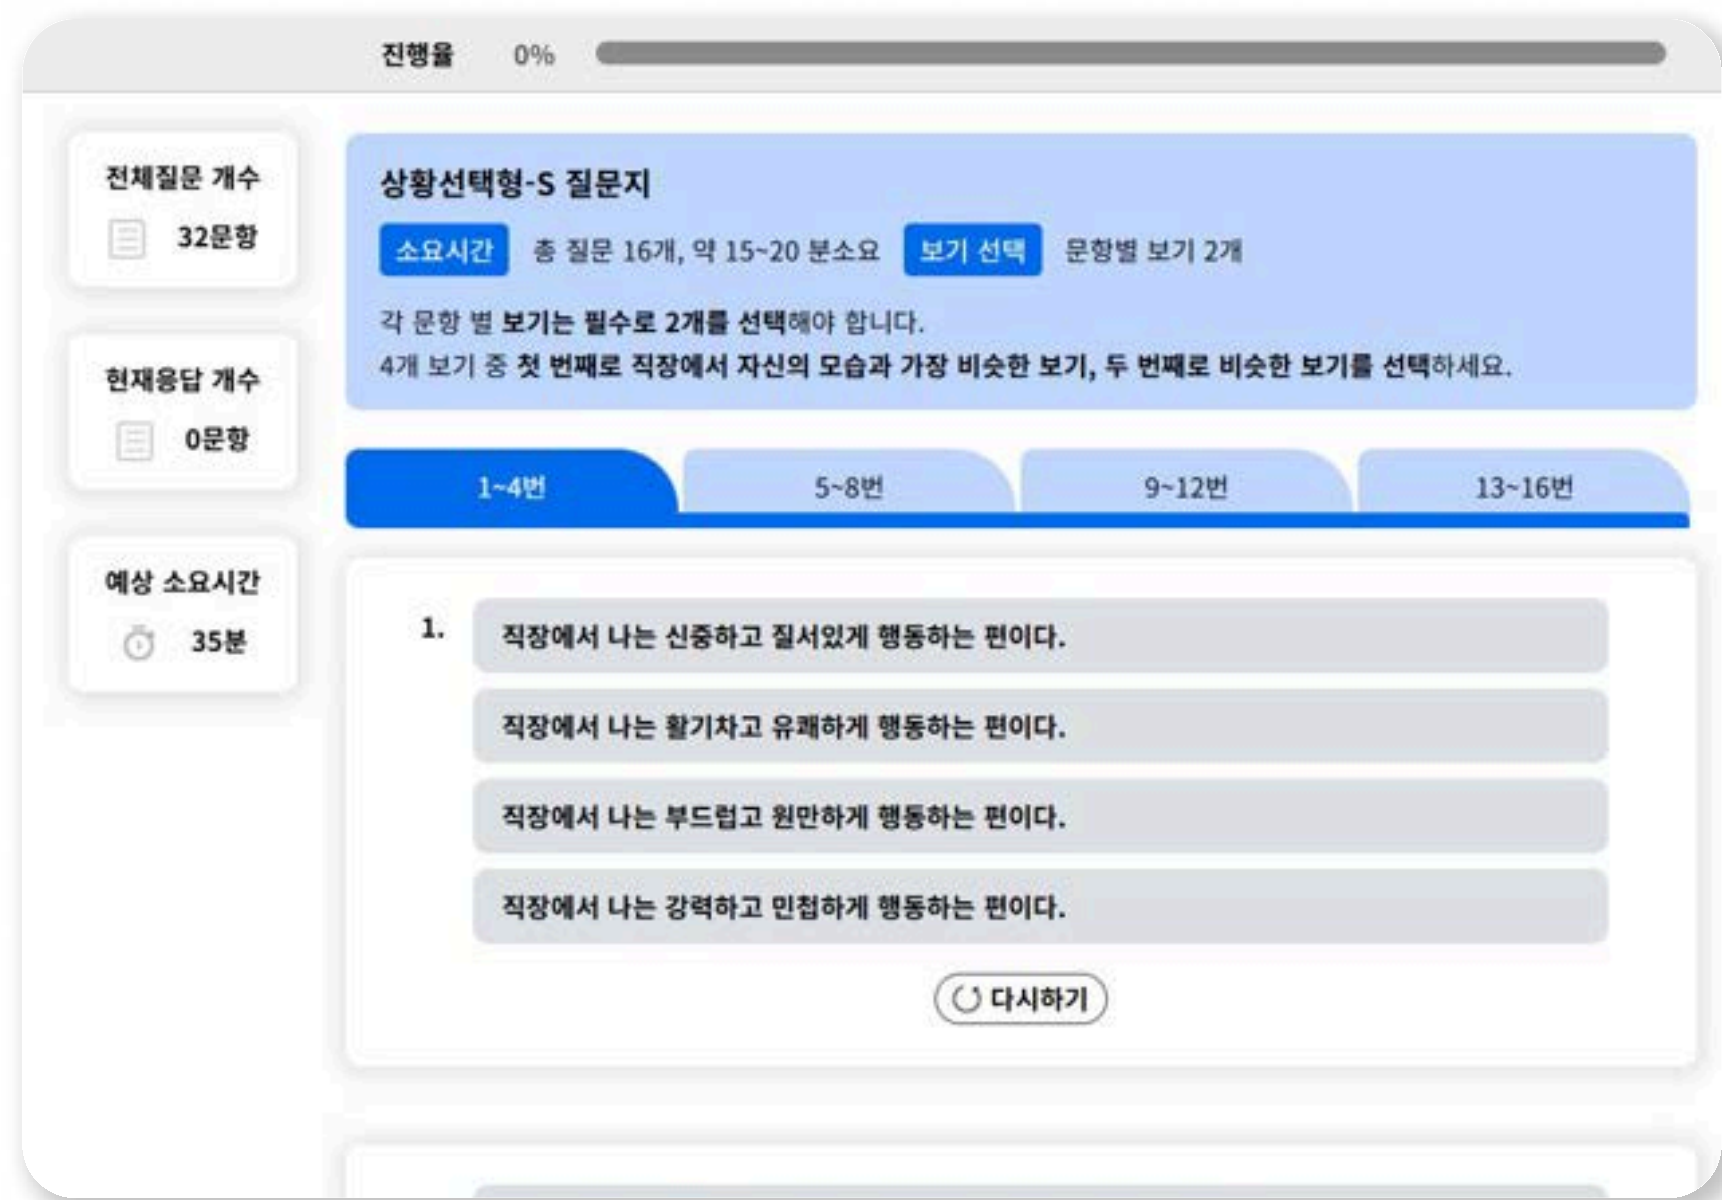 진행율 0%
전체질문 개수
32문항
현재응답 개수
0문항
예상 소요시간
35분
상황선택형-S 질문지
소요시간 총 질문 16개, 약 15~20 분소요 보기 선택 문항별 보기 2개
각 문항 별 보기는 필수로 2개를 선택해야 합니다.
4개 보기 중 첫 번째로 직장에서 자신의 모습과 가장 비슷한 보기, 두 번째로 비슷한 보기를 선택하세요.
1~4번 5~8번 9~12번 13~16번
1. 직장에서 나는 신중하고 질서있게 행동하는 편이다.
직장에서 나는 활기차고 유쾌하게 행동하는 편이다.
직장에서 나는 부드럽고 원만하게 행동하는 편이다.
직장에서 나는 강력하고 민첩하게 행동하는 편이다.
다시하기